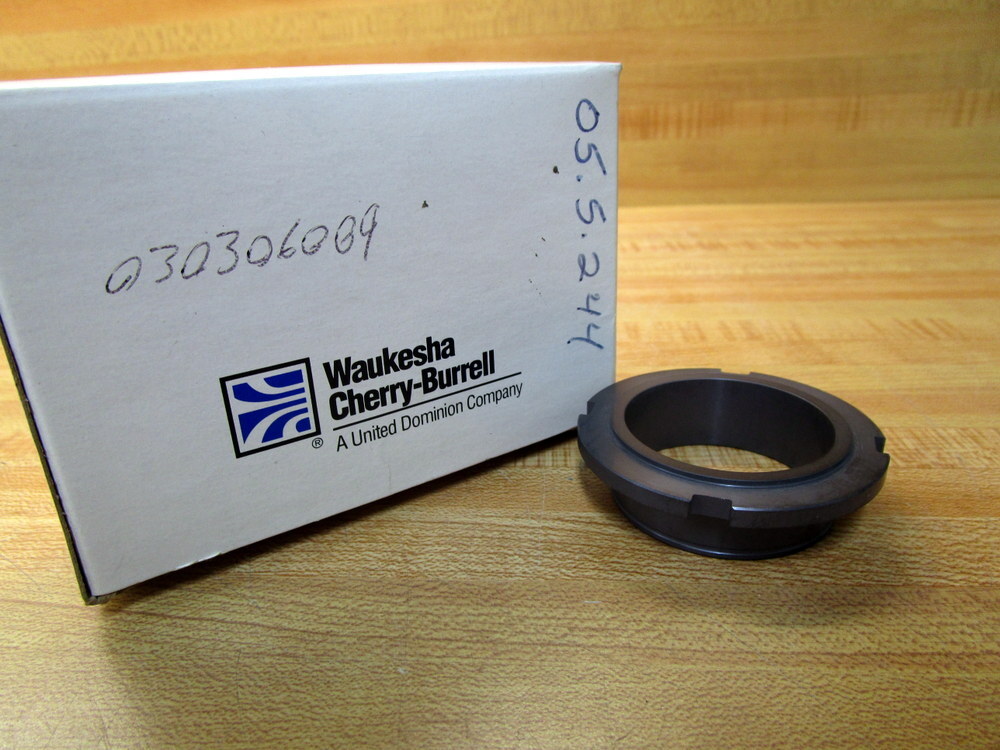 030306009
05.5.244
Waukesha
Cherry-Burrell
®
A United Dominion Company